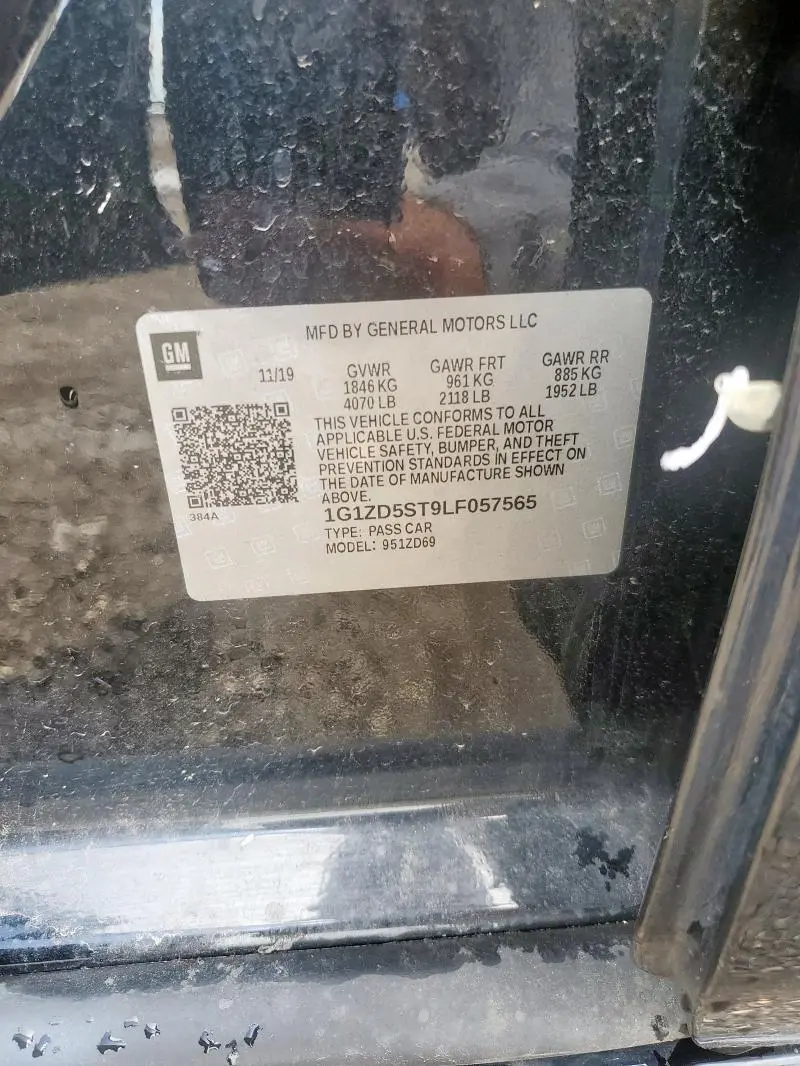 MFD BY GENERAL MOTORS LLC
GM
11/19
GVWR
1846 KG
4070 LB
GAWR FRT
961 KG
2118 LB
GAWR RR
885 KG
1952 LB
THIS VEHICLE CONFORMS TO ALL
APPLICABLE U.S. FEDERAL MOTOR
VEHICLE SAFETY, BUMPER, AND THEFT
PREVENTION STANDARDS IN EFFECT ON
THE DATE OF MANUFACTURE SHOWN
ABOVE.
384A
1G1ZD5ST9LF057565
TYPE: PASS CAR
MODEL: 951ZD69